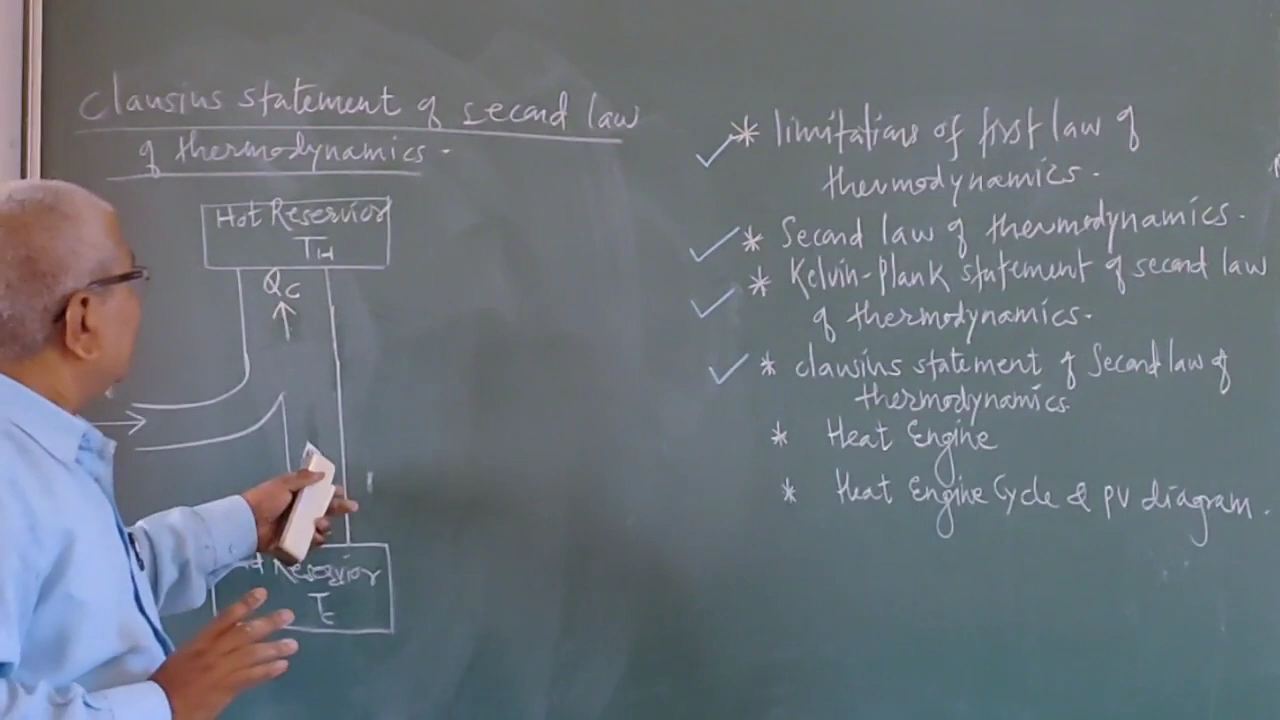 Clausius statement of second law
of thermodynamics.
Hot Reservior
TH
QC
Reservior
Tc
* limitations of first law of
thermodynamics.
* Second law of thermodynamics.
* Kelvin-Plank statement of second law
of thermodynamics.
* clausius statement of Second law of
thermodynamics.
* Heat Engine
* Heat Engine Cycle & PV diagram.